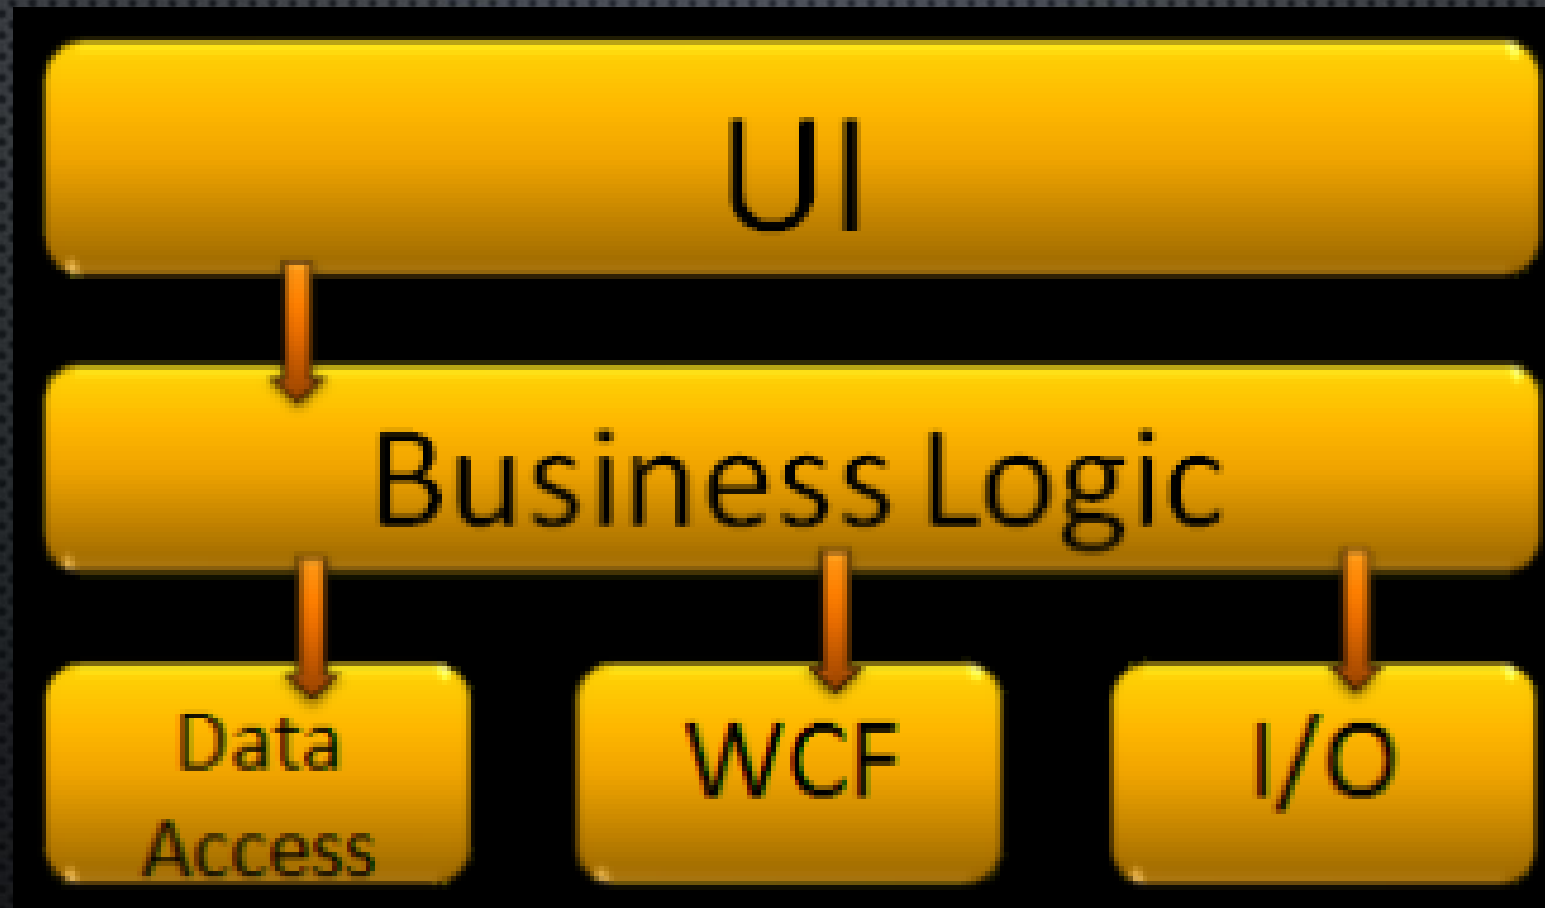 UI
Business Logic
Data
Access
WCF
I/O